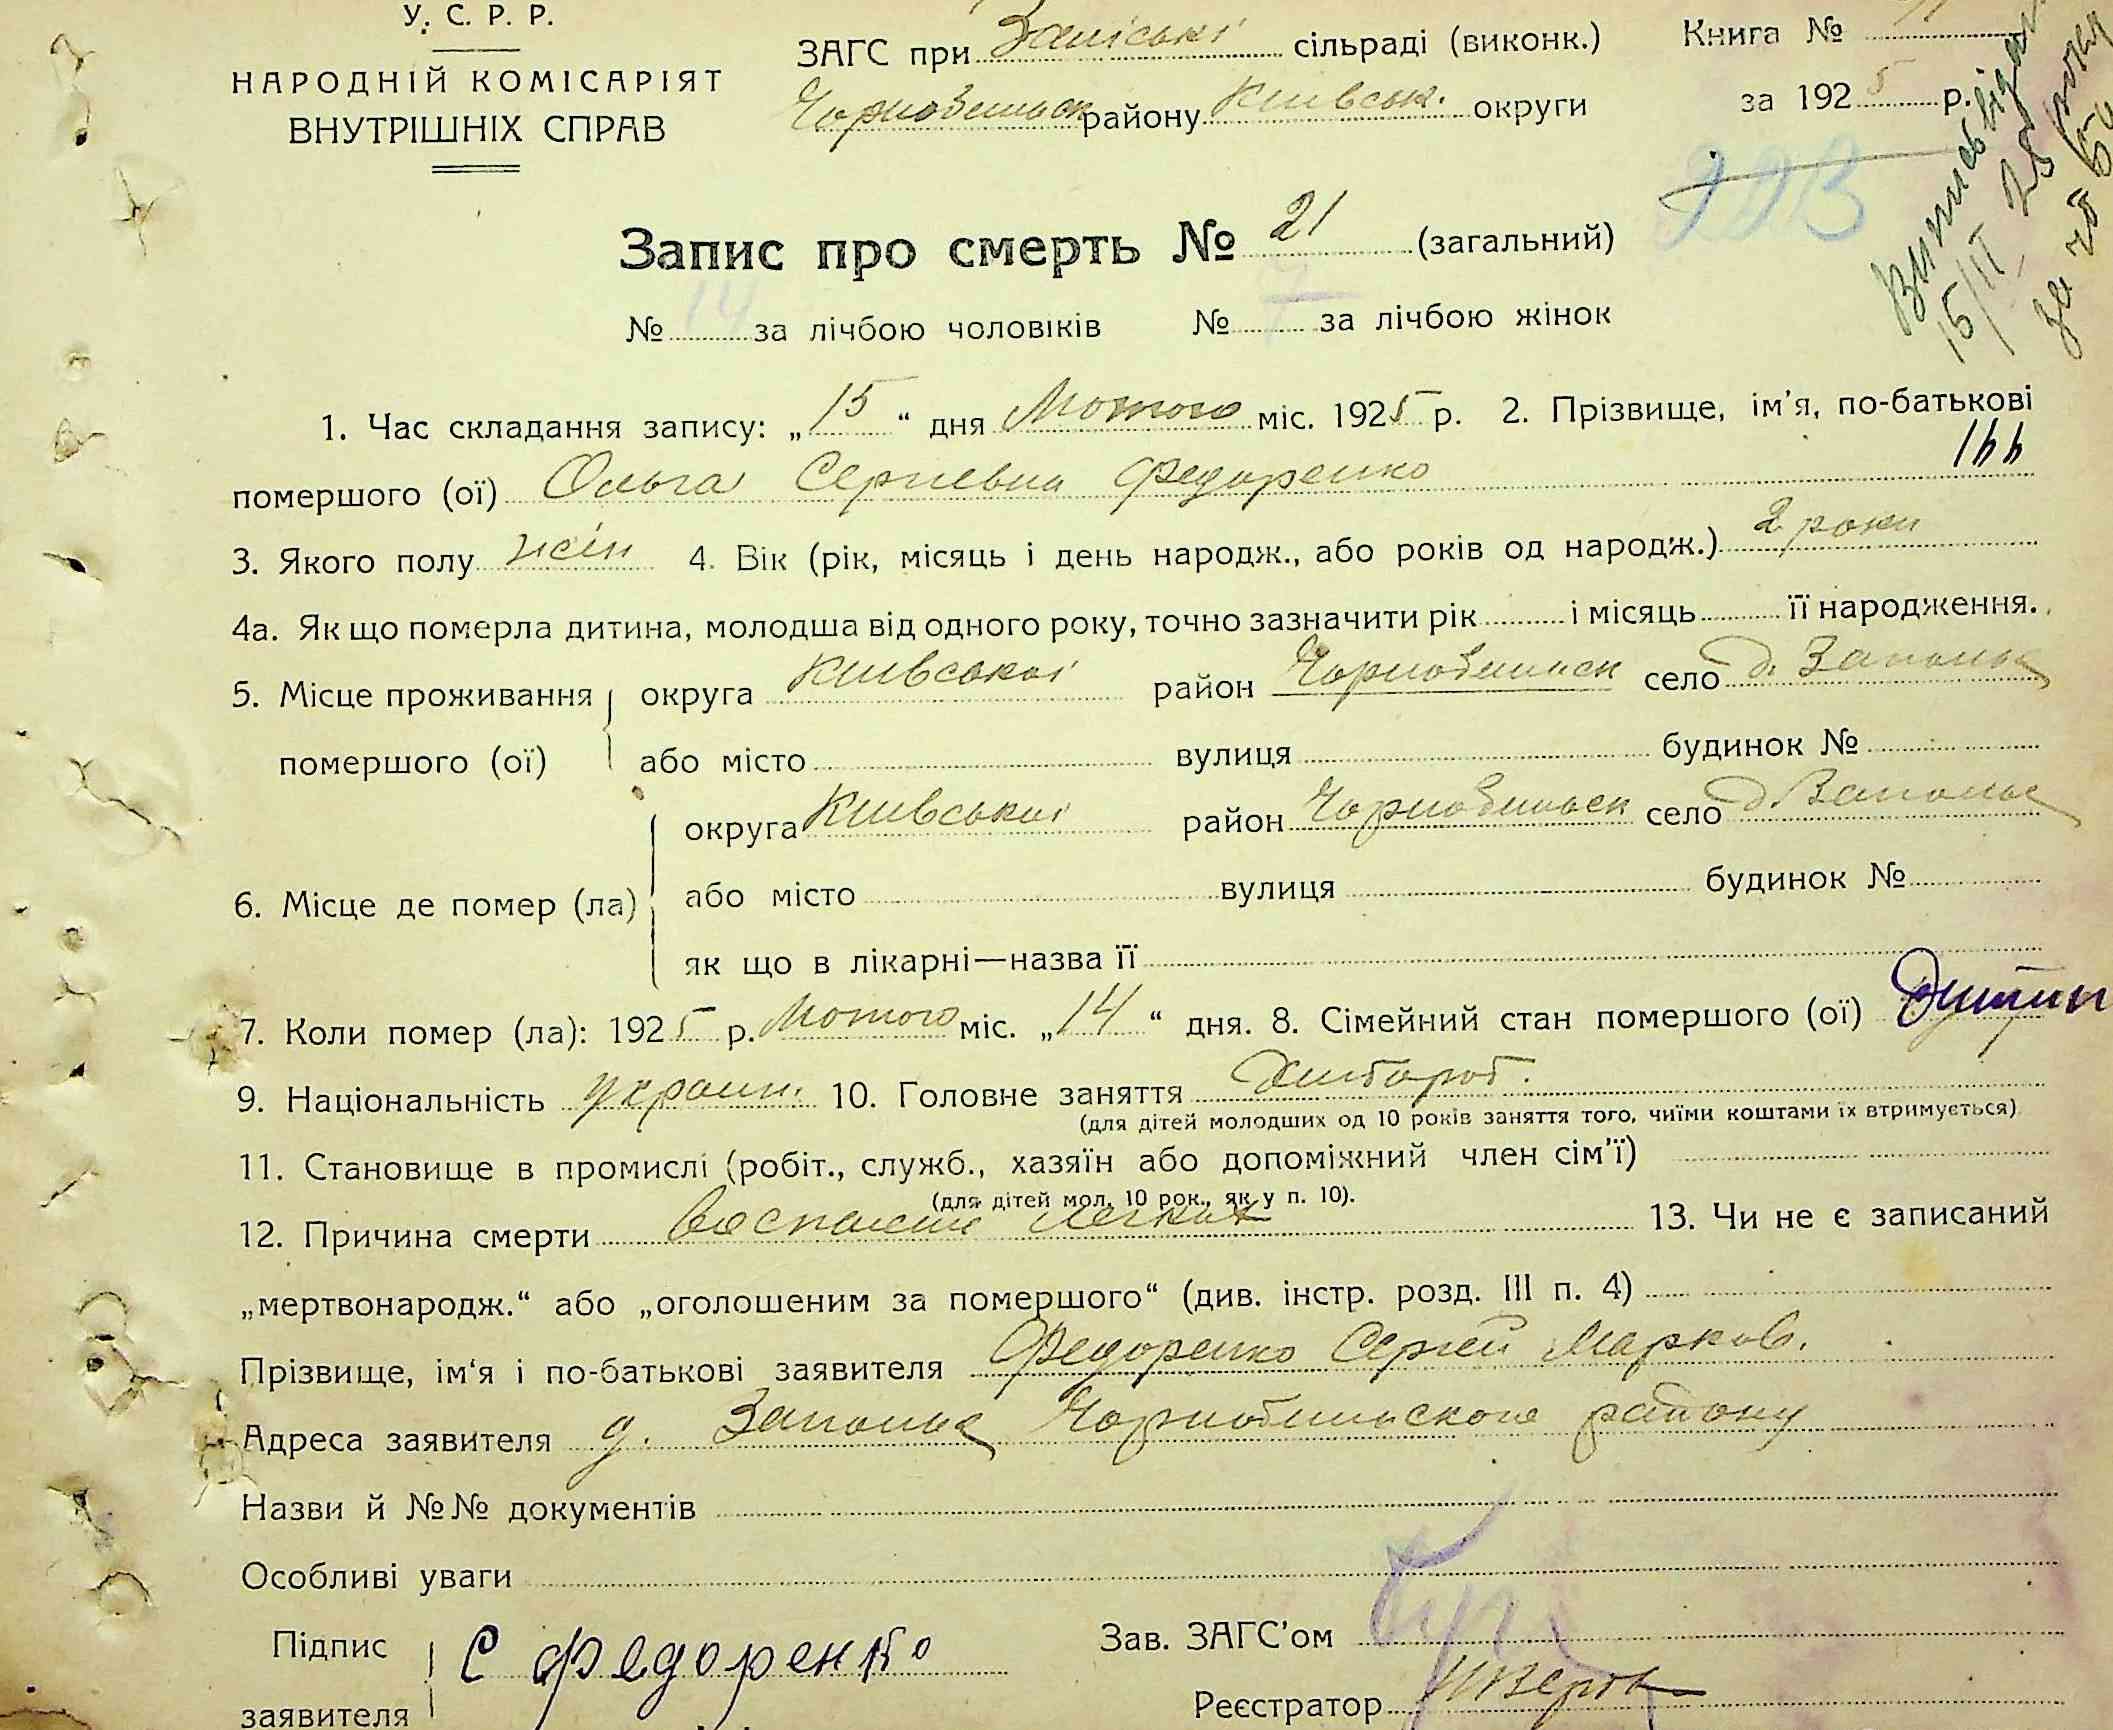 У. С. Р. Р.
НАРОДНІЙ КОМІСАРІЯТ
ВНУТРІШНІХ СПРАВ
ЗАГС при сільраді (виконк.)
Чорнобильск району Київськ. округи
Книга №
за 1925 р.
223
15/II 25
Запис про смерть № 21 (загальний)
№ 14 за лічбою чоловіків № 7 за лічбою жінок
1. Час складання запису: „15“ дня Лютого міс. 1925 р. 2. Прізвище, ім'я, по-батькові
помершого (ої) Ольга Сергиевна Федоренко
3. Якого полу жін 4. Вік (рік, місяць і день народж., або років од народж.) 2 роки
4а. Як що померла дитина, молодша від одного року, точно зазначити рік і місяць її народження.
5. Місце проживання помершого (ої) округа Київської район Чорнобильск село д. Заполье
або місто вулиця будинок №
6. Місце де помер (ла) округа Київської район Чорнобильск село д. Заполье
або місто вулиця будинок №
як що в лікарні—назва її
7. Коли помер (ла): 1925 р. Лютого міс. „14“ дня. 8. Сімейний стан помершого (ої)
9. Національність украин. 10. Головне заняття Хлібороб.
(для дітей молодших од 10 років заняття того, чиїми коштами їх втримується)
11. Становище в промислі (робіт., служб., хазяїн або допоміжний член сім'ї)
(для дітей мол. 10 рок., як у п. 10).
12. Причина смерти воспаление легких 13. Чи не є записаний
„мертвонародж.“ або „оголошеним за помершого“ (див. інстр. розд. III п. 4)
Прізвище, ім'я і по-батькові заявителя Федоренко Сергей Марков.
Адреса заявителя д. Заполье Чорнобильского району
Назви й №№ документів
Особливі уваги
Підпис заявителя С Федоренко
Зав. ЗАГС'ом
Реєстратор